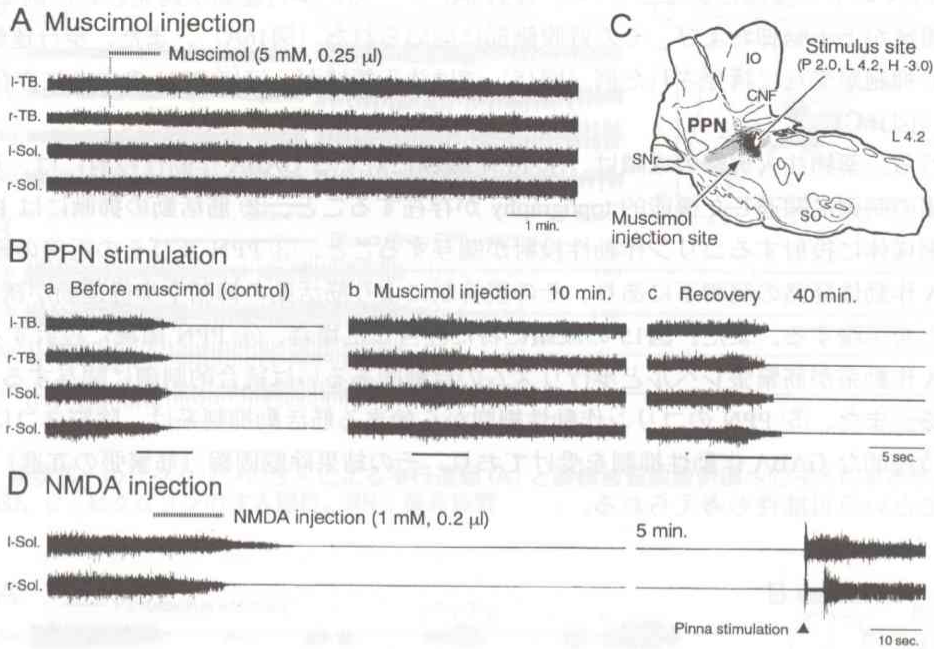 A Muscimol injection
Muscimol (5 mM, 0.25 μl)
l-TB.
r-TB.
l-Sol.
r-Sol.
1 min.
C
IO
Stimulus site
(P 2.0, L 4.2, H -3.0)
CNF
PPN
L 4.2
SNr
V
SO
Muscimol
injection site
B PPN stimulation
a Before muscimol (control)
b Muscimol injection 10 min.
c Recovery 40 min.
l-TB.
r-TB.
l-Sol.
r-Sol.
5 sec.
D NMDA injection
NMDA injection (1 mM, 0.2 μl)
l-Sol.
r-Sol.
5 min.
Pinna stimulation
10 sec.